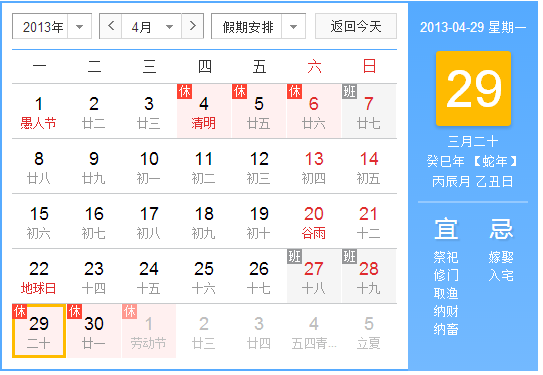 2013年 < 4月 > 假期安排 返回今天
一 二 三 四 五 六 日
休 休 休 班
1 2 3 4 5 6 7
愚人节 廿二 廿三 清明 廿五 廿六 廿七
8 9 10 11 12 13 14
廿八 廿九 初一 初二 初三 初四 初五
15 16 17 18 19 20 21
初六 初七 初八 初九 初十 谷雨 十二
班 班
22 23 24 25 26 27 28
地球日 十四 十五 十六 十七 十八 十九
休 休 休
29 30 1 2 3 4 5
二十 廿一 劳动节 廿三 廿四 五四青... 立夏
2013-04-29 星期一
29
三月二十
癸巳年 【蛇年】
丙辰月 乙丑日
宜 忌
祭祀 嫁娶
修门 入宅
取渔
纳财
纳畜